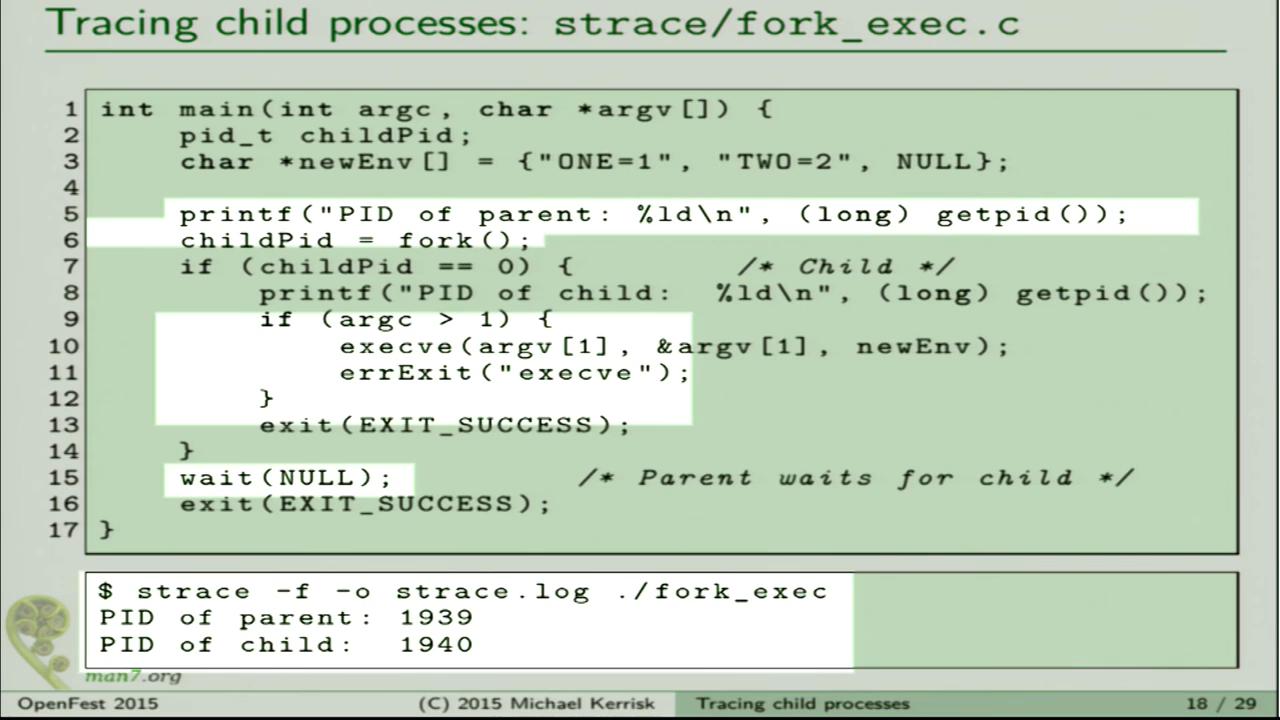 Tracing child processes: strace/fork_exec.c
1 int main(int argc, char *argv[]) {
2     pid_t childPid;
3     char *newEnv[] = {"ONE=1", "TWO=2", NULL};
4
5     printf("PID of parent: %ld\n", (long) getpid());
6     childPid = fork();
7     if (childPid == 0) {        /* Child */
8         printf("PID of child:  %ld\n", (long) getpid());
9         if (argc > 1) {
10             execve(argv[1], &argv[1], newEnv);
11             errExit("execve");
12         }
13         exit(EXIT_SUCCESS);
14     }
15     wait(NULL);         /* Parent waits for child */
16     exit(EXIT_SUCCESS);
17 }
$ strace -f -o strace.log ./fork_exec
PID of parent: 1939
PID of child:  1940
man7.org
OpenFest 2015 (C) 2015 Michael Kerrisk Tracing child processes 18 / 29